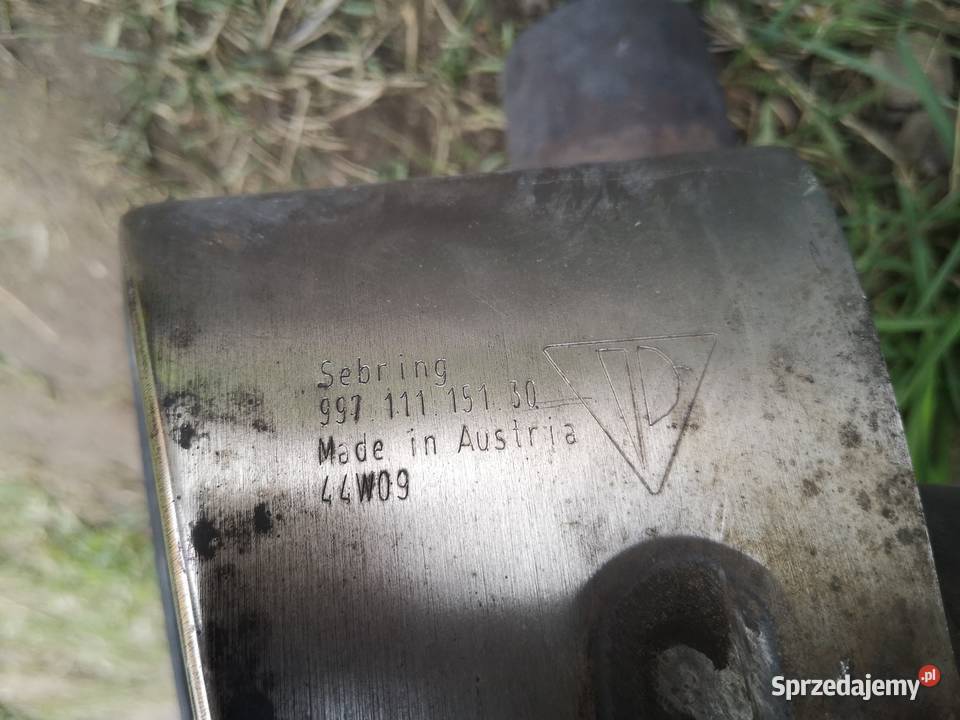 Sebring
997.111.151.30
Made in Austria
44W09
Sprzedajemy.pl